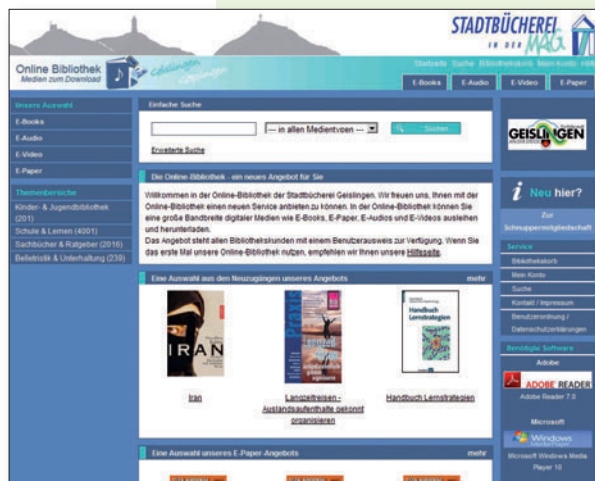 STADTBÜCHEREI
IN DER MAG
Online Bibliothek
Medien zum Download
Startseite Suche Bibliothekskorb Mein Konto Hilfe
E-Books E-Audio E-Video E-Paper
Unsere Auswahl
E-Books
E-Audio
E-Video
E-Paper
Themenbereiche
Kinder- & Jugendbibliothek
(201)
Schule & Lernen (4001)
Sachbücher & Ratgeber (2016)
Belletristik & Unterhaltung (239)
Einfache Suche
--- in allen Medientypen ---
Suchen
Erweiterte Suche
Die Online-Bibliothek - ein neues Angebot für Sie
Willkommen in der Online-Bibliothek der Stadtbücherei Geislingen. Wir freuen uns, Ihnen mit der
Online-Bibliothek einen neuen Service anbieten zu können. In der Online-Bibliothek können Sie
eine große Bandbreite digitaler Medien wie E-Books, E-Paper, E-Audios und E-Videos ausleihen
und herunterladen.
Das Angebot steht allen Bibliothekskunden mit einem Benutzerausweis zur Verfügung. Wenn Sie
das erste Mal unsere Online-Bibliothek nutzen, empfehlen wir Ihnen unsere Hilfeseite.
Eine Auswahl aus den Neuzugängen unseres Angebots mehr
IRAN
Praxis
Handbuch
Lernstrategien
Iran
Langzeitreisen -
Auslandsaufenthalte gekonnt
organisieren
Handbuch Lernstrategien
Eine Auswahl unseres E-Paper-Angebots mehr
GEISLINGEN
i Neu hier?
Zur
Schnuppermitgliedschaft
Service
Bibliothekskorb
Mein Konto
Suche
Kontakt / Impressum
Benutzerordnung /
Datenschutzerklärungen
Benötigte Software
Adobe
ADOBE READER
Adobe Reader 7.0
Microsoft
Windows
Media Player
Microsoft Windows Media
Player 10